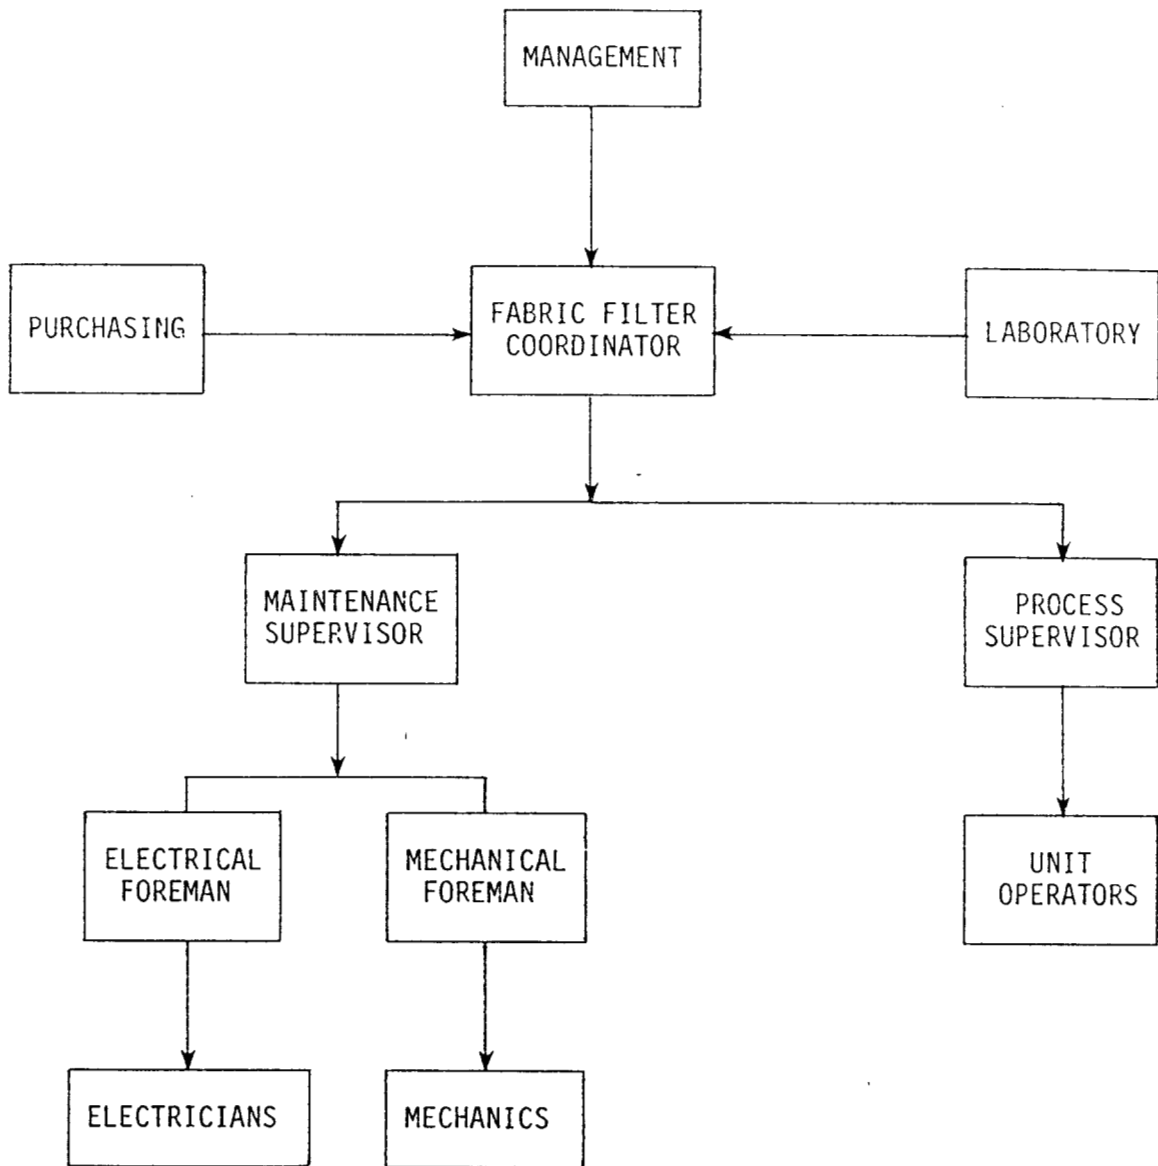 MANAGEMENT
PURCHASING
FABRIC FILTER
COORDINATOR
LABORATORY
MAINTENANCE
SUPERVISOR
PROCESS
SUPERVISOR
ELECTRICAL
FOREMAN
MECHANICAL
FOREMAN
UNIT
OPERATORS
ELECTRICIANS
MECHANICS